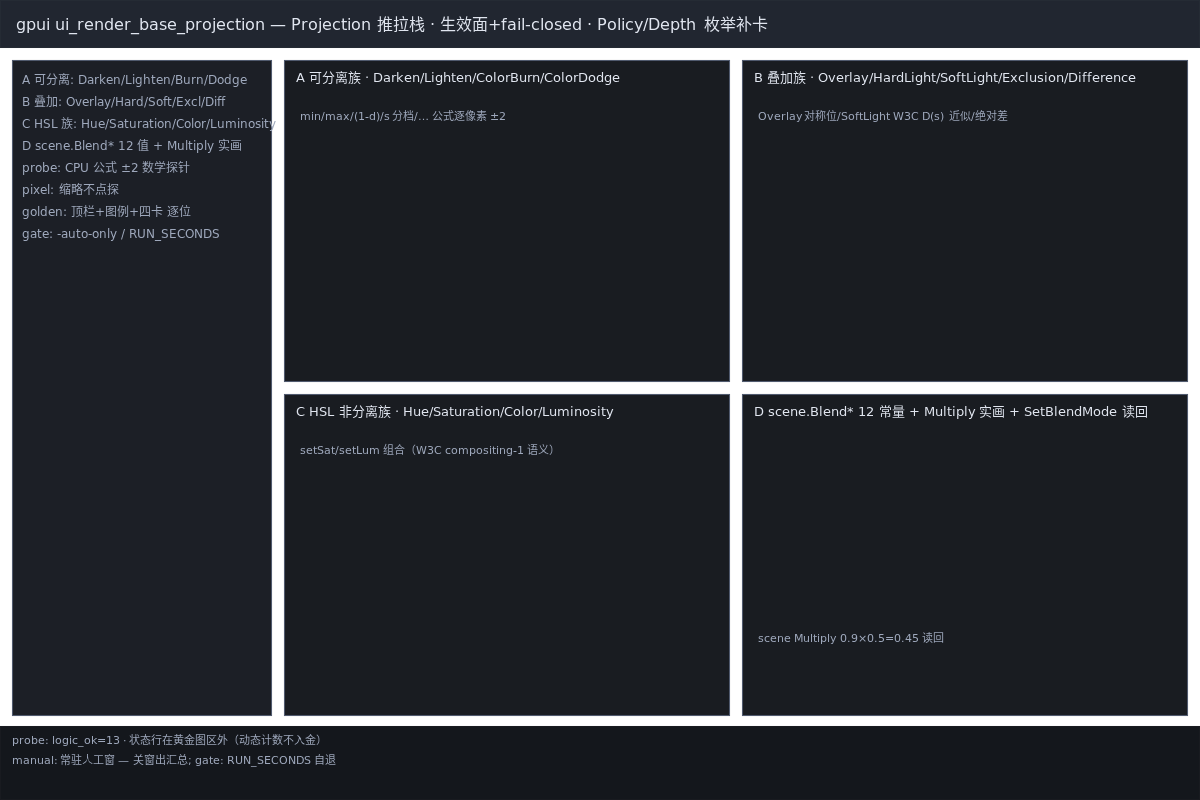 gpui ui_render_base_projection — Projection 推拉栈 · 生效面+fail-closed · Policy/Depth 枚举补卡
A 可分离: Darken/Lighten/Burn/Dodge
B 叠加: Overlay/Hard/Soft/Excl/Diff
C HSL 族: Hue/Saturation/Color/Luminosity
D scene.Blend* 12 值 + Multiply 实画
probe: CPU 公式 ±2 数学探针
pixel: 缩略不点探
golden: 顶栏+图例+四卡 逐位
gate: -auto-only / RUN_SECONDS
A 可分离族 · Darken/Lighten/ColorBurn/ColorDodge
min/max/(1-d)/s 分档/... 公式逐像素 ±2
B 叠加族 · Overlay/HardLight/SoftLight/Exclusion/Difference
Overlay 对称位/SoftLight W3C D(s) 近似/绝对差
C HSL 非分离族 · Hue/Saturation/Color/Luminosity
setSat/setLum 组合（W3C compositing-1 语义）
D scene.Blend* 12 常量 + Multiply 实画 + SetBlendMode 读回
scene Multiply 0.9×0.5=0.45 读回
probe: logic_ok=13 · 状态行在黄金图区外（动态计数不入金）
manual: 常驻人工窗 — 关窗出汇总; gate: RUN_SECONDS 自退